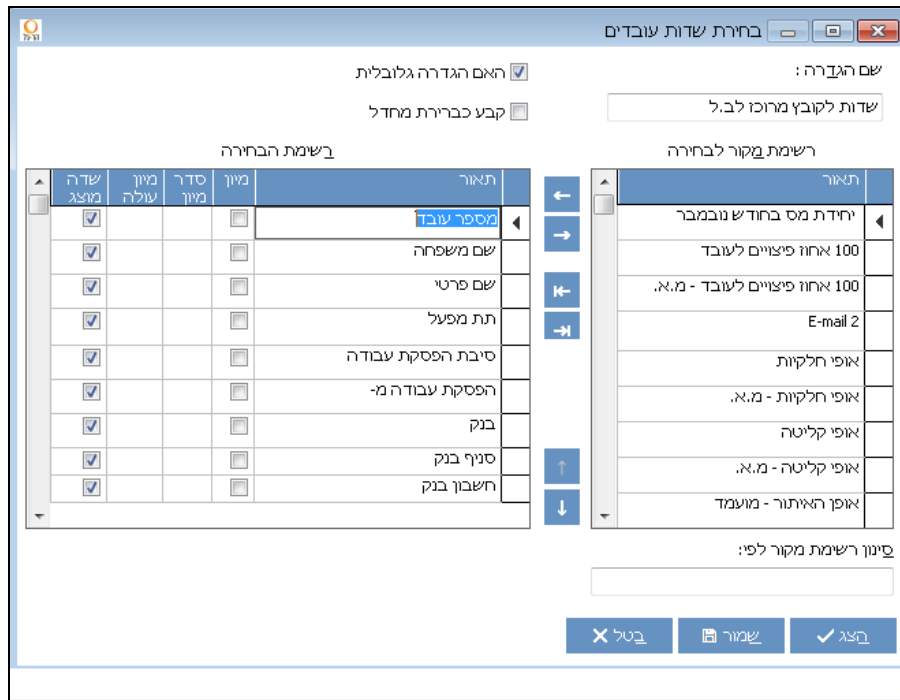 בחירת שדות עובדים
שם הגדרה :
האם הגדרה גלובלית
שדות לקובץ מרוכז לב.ל
קבע כברירת מחדל
רשימת מקור לבחירה
תאור
יחידת מס בחודש נובמבר
100 אחוז פיצויים לעובד
100 אחוז פיצויים לעובד - מ.א.
E-mail 2
אופי חלקיות
אופי חלקיות - מ.א.
אופי קליטה
אופי קליטה - מ.א.
אופן האיתור - מועמד
רשימת הבחירה
תאור מיון סדר מיון מיון עולה שדה מוצג
מספר עובד
שם משפחה
שם פרטי
תת מפעל
סיבת הפסקת עבודה
הפסקת עבודה מ-
בנק
סניף בנק
חשבון בנק
סינון רשימת מקור לפי:
הצג שמור בטל